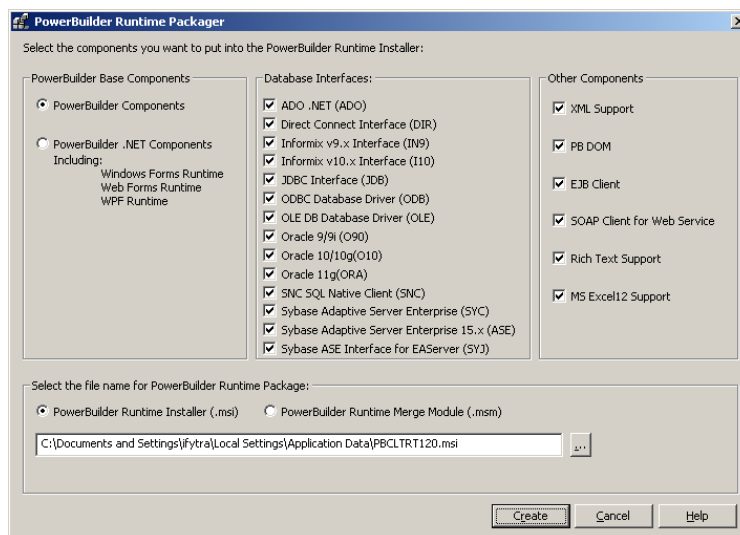 PowerBuilder Runtime Packager
Select the components you want to put into the PowerBuilder Runtime Installer:
PowerBuilder Base Components
PowerBuilder Components
PowerBuilder .NET Components
Including:
Windows Forms Runtime
Web Forms Runtime
WPF Runtime
Database Interfaces:
ADO .NET (ADO)
Direct Connect Interface (DIR)
Informix v9.x Interface (IN9)
Informix v10.x Interface (I10)
JDBC Interface (JDB)
ODBC Database Driver (ODB)
OLE DB Database Driver (OLE)
Oracle 9/9i (O90)
Oracle 10/10g(O10)
Oracle 11g(ORA)
SNC SQL Native Client (SNC)
Sybase Adaptive Server Enterprise (SYC)
Sybase Adaptive Server Enterprise 15.x (ASE)
Sybase ASE Interface for EAServer (SYJ)
Other Components
XML Support
PB DOM
EJB Client
SOAP Client for Web Service
Rich Text Support
MS Excel12 Support
Select the file name for PowerBuilder Runtime Package:
PowerBuilder Runtime Installer (.msi)
PowerBuilder Runtime Merge Module (.msm)
C:\Documents and Settings\ifytra\Local Settings\Application Data\PBCLTRT120.msi
...
Create
Cancel
Help